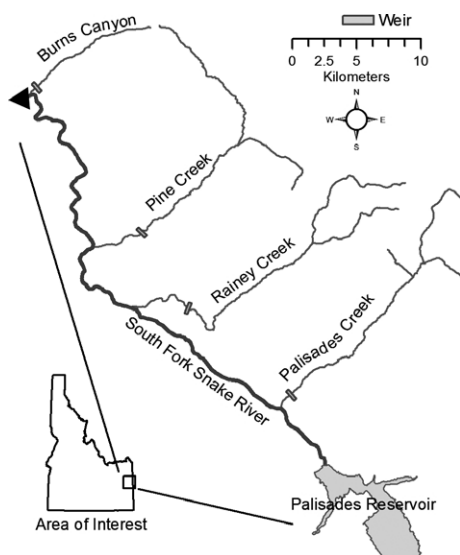 Weir
0 2.5 5 10
Kilometers
N
W E
S
Burns Canyon
Pine Creek
Rainey Creek
Palisades Creek
South Fork Snake River
Palisades Reservoir
Area of Interest